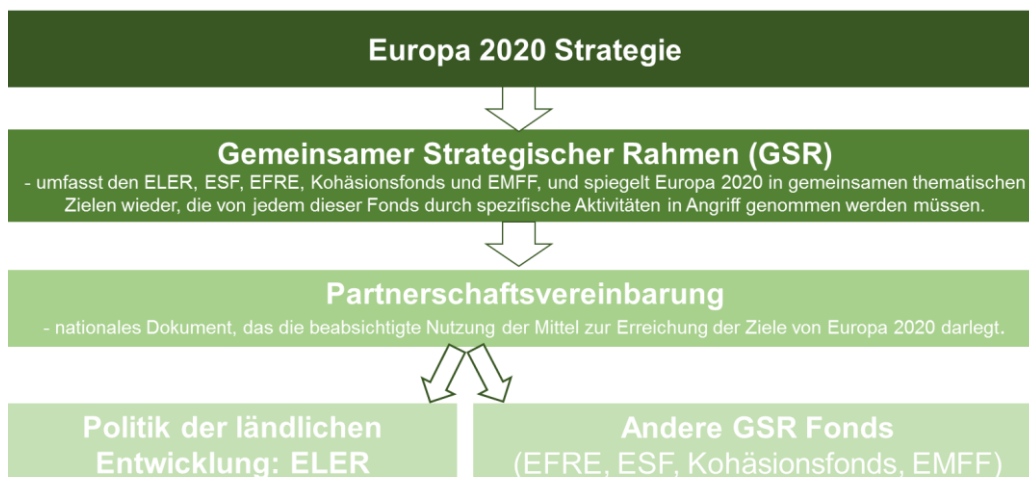 Europa 2020 Strategie
Gemeinsamer Strategischer Rahmen (GSR)
- umfasst den ELER, ESF, EFRE, Kohäsionsfonds und EMFF, und spiegelt Europa 2020 in gemeinsamen thematischen
Zielen wieder, die von jedem dieser Fonds durch spezifische Aktivitäten in Angriff genommen werden müssen.
Partnerschaftsvereinbarung
- nationales Dokument, das die beabsichtigte Nutzung der Mittel zur Erreichung der Ziele von Europa 2020 darlegt.
Politik der ländlichen
Entwicklung: ELER
Andere GSR Fonds
(EFRE, ESF, Kohäsionsfonds, EMFF)